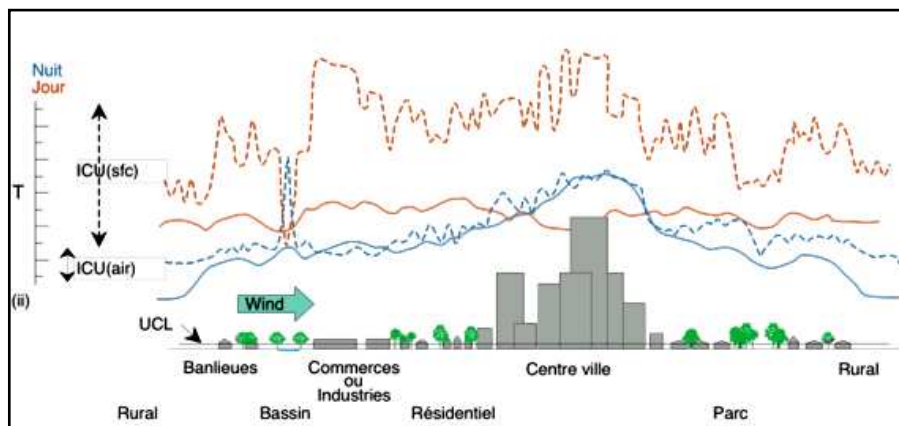 Nuit
Jour
ICU(sfc)
T
ICU(air)
(ii)
Wind
UCL
Banlieues
Commerces
ou
Industries
Centre ville
Rural
Rural
Bassin
Résidentiel
Parc